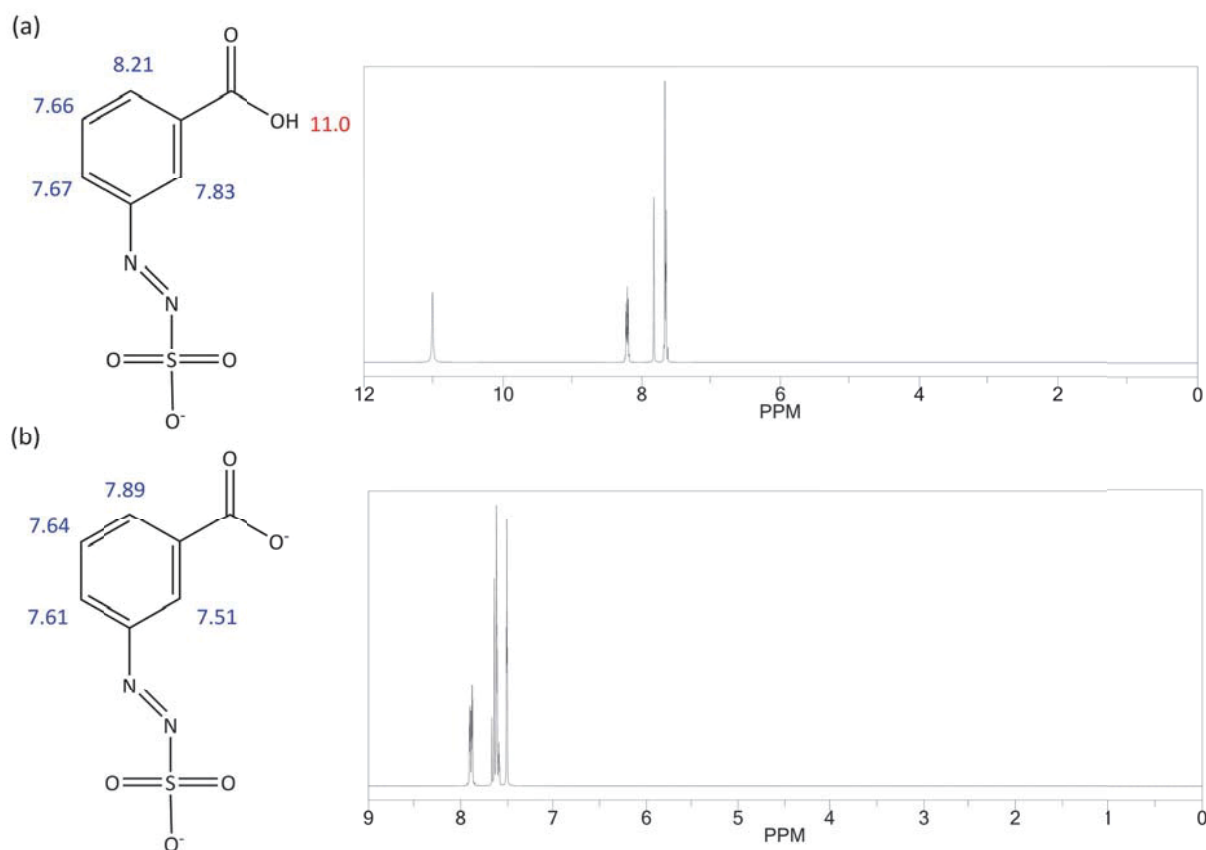 (a)
O
8.21
7.66
OH 11.0
7.67
7.83
N
N
O S O
O-
12 10 8 6 4 2 0
PPM
(b)
O
7.89
7.64
O-
7.61
7.51
N
N
O S O
O-
9 8 7 6 5 4 3 2 1 0
PPM